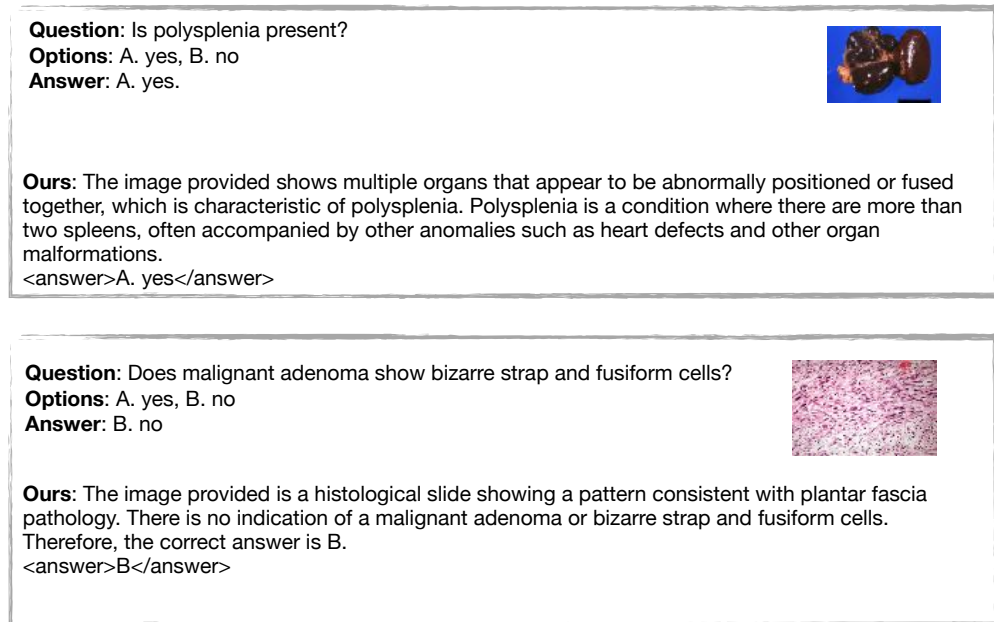 Question: Is polysplenia present?
Options: A. yes, B. no
Answer: A. yes.
Ours: The image provided shows multiple organs that appear to be abnormally positioned or fused
together, which is characteristic of polysplenia. Polysplenia is a condition where there are more than
two spleens, often accompanied by other anomalies such as heart defects and other organ
malformations.
<answer>A. yes</answer>
Question: Does malignant adenoma show bizarre strap and fusiform cells?
Options: A. yes, B. no
Answer: B. no
Ours: The image provided is a histological slide showing a pattern consistent with plantar fascia
pathology. There is no indication of a malignant adenoma or bizarre strap and fusiform cells.
Therefore, the correct answer is B.
<answer>B</answer>